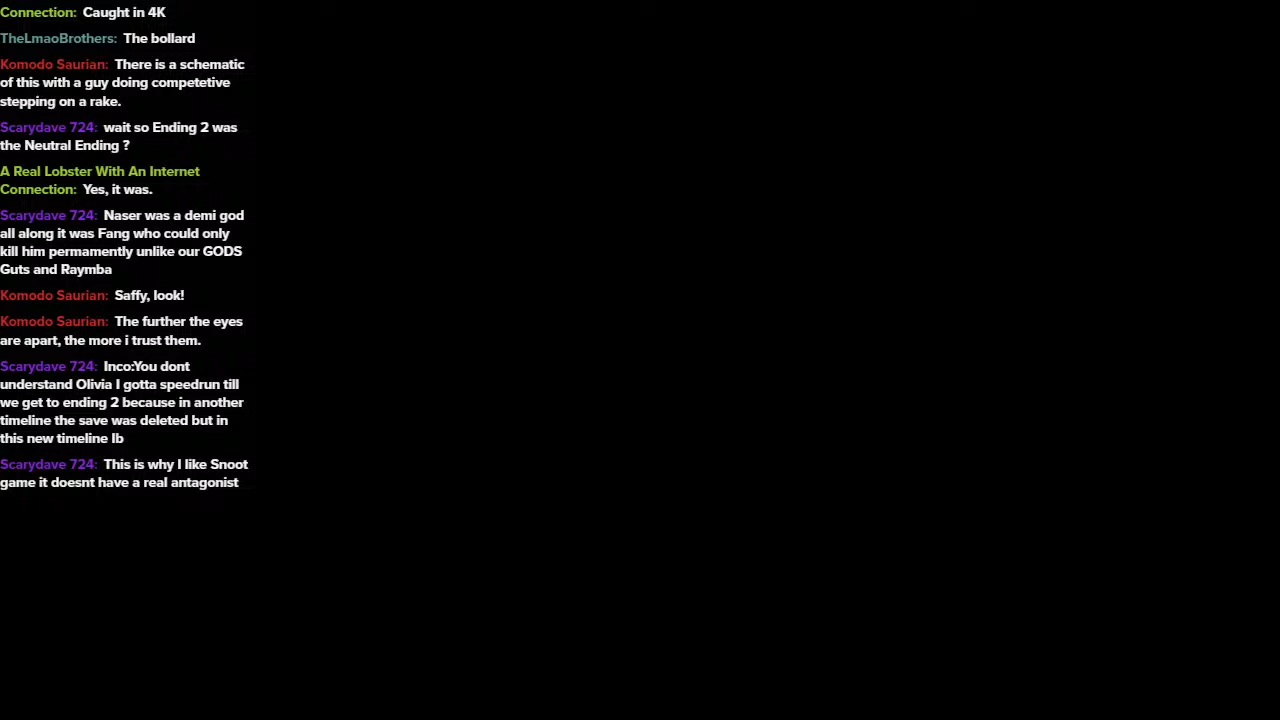 Connection: Caught in 4K
TheLmaoBrothers: The bollard
Komodo Saurian: There is a schematic
of this with a guy doing competetive
stepping on a rake.
Scarydave 724: wait so Ending 2 was
the Neutral Ending ?
A Real Lobster With An Internet
Connection: Yes, it was.
Scarydave 724: Naser was a demi god
all along it was Fang who could only
kill him permamently unlike our GODS
Guts and Raymba
Komodo Saurian: Saffy, look!
Komodo Saurian: The further the eyes
are apart, the more i trust them.
Scarydave 724: Inco:You dont
understand Olivia I gotta speedrun till
we get to ending 2 because in another
timeline the save was deleted but in
this new timeline Ib
Scarydave 724: This is why I like Snoot
game it doesnt have a real antagonist